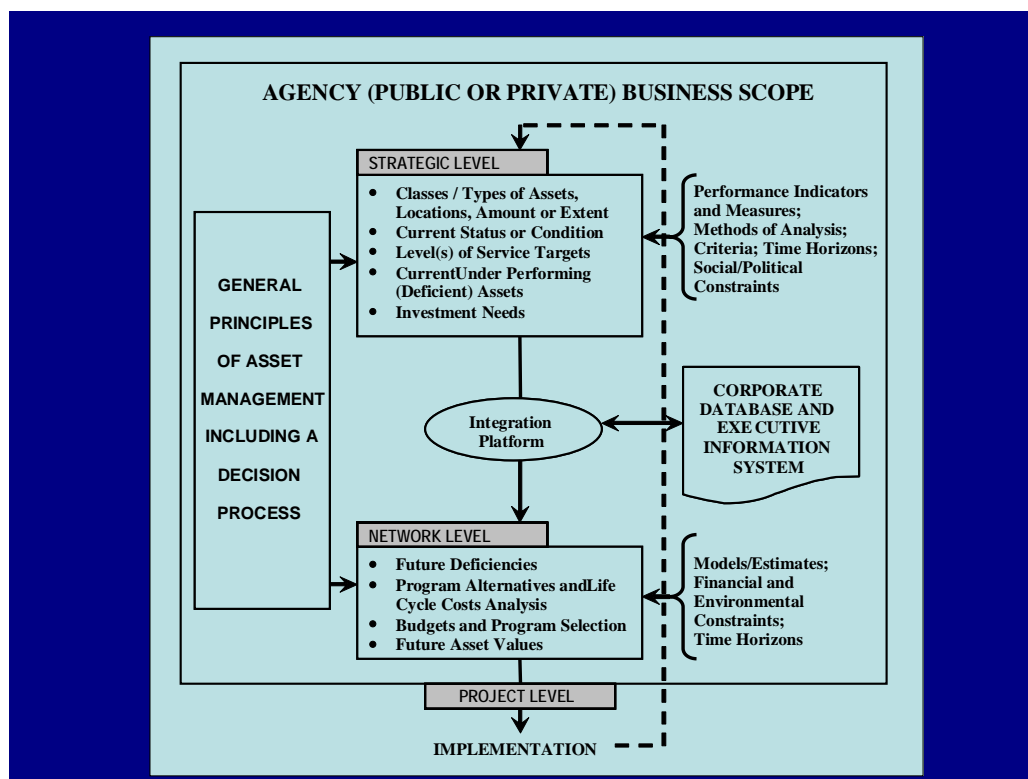 AGENCY (PUBLIC OR PRIVATE) BUSINESS SCOPE
STRATEGIC LEVEL
• Classes / Types of Assets,
Locations, Amount or Extent
• Current Status or Condition
• Level(s) of Service Targets
• CurrentUnder Performing
(Deficient) Assets
• Investment Needs
Performance Indicators
and Measures;
Methods of Analysis;
Criteria; Time Horizons;
Social/Political
Constraints
GENERAL
PRINCIPLES
OF ASSET
MANAGEMENT
INCLUDING A
DECISION
PROCESS
Integration
Platform
CORPORATE
DATABASE AND
EXECUTIVE
INFORMATION
SYSTEM
NETWORK LEVEL
• Future Deficiencies
• Program Alternatives andLife
Cycle Costs Analysis
• Budgets and Program Selection
• Future Asset Values
Models/Estimates;
Financial and
Environmental
Constraints;
Time Horizons
PROJECT LEVEL
IMPLEMENTATION